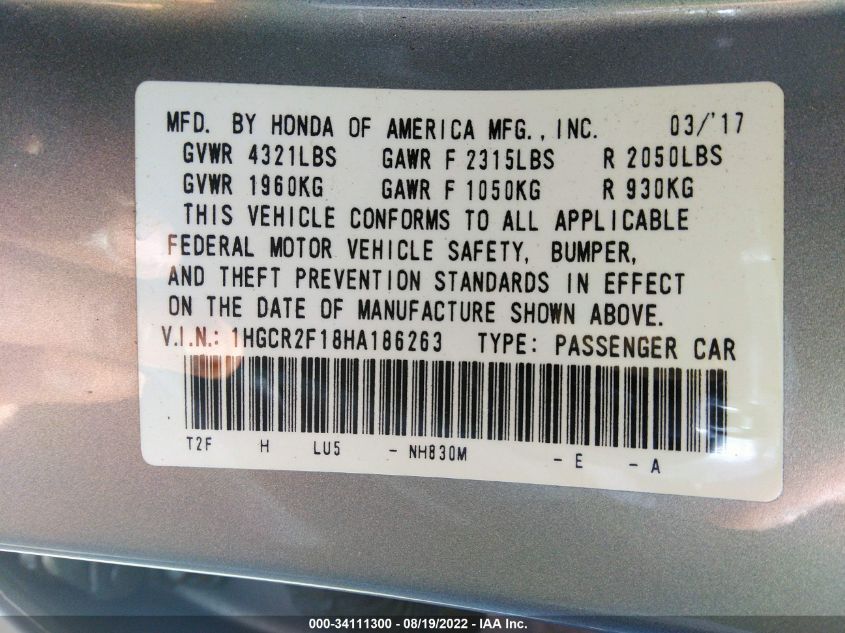 MFD. BY HONDA OF AMERICA MFG., INC. 03/'17
GVWR 4321LBS GAWR F 2315LBS R 2050LBS
GVWR 1960KG GAWR F 1050KG R 930KG
THIS VEHICLE CONFORMS TO ALL APPLICABLE
FEDERAL MOTOR VEHICLE SAFETY, BUMPER,
AND THEFT PREVENTION STANDARDS IN EFFECT
ON THE DATE OF MANUFACTURE SHOWN ABOVE.
V.I.N.: 1HGCR2F18HA186263 TYPE: PASSENGER CAR
T2F H LU5 - NH830M - E - A
000-34111300 - 08/19/2022 - IAA Inc.